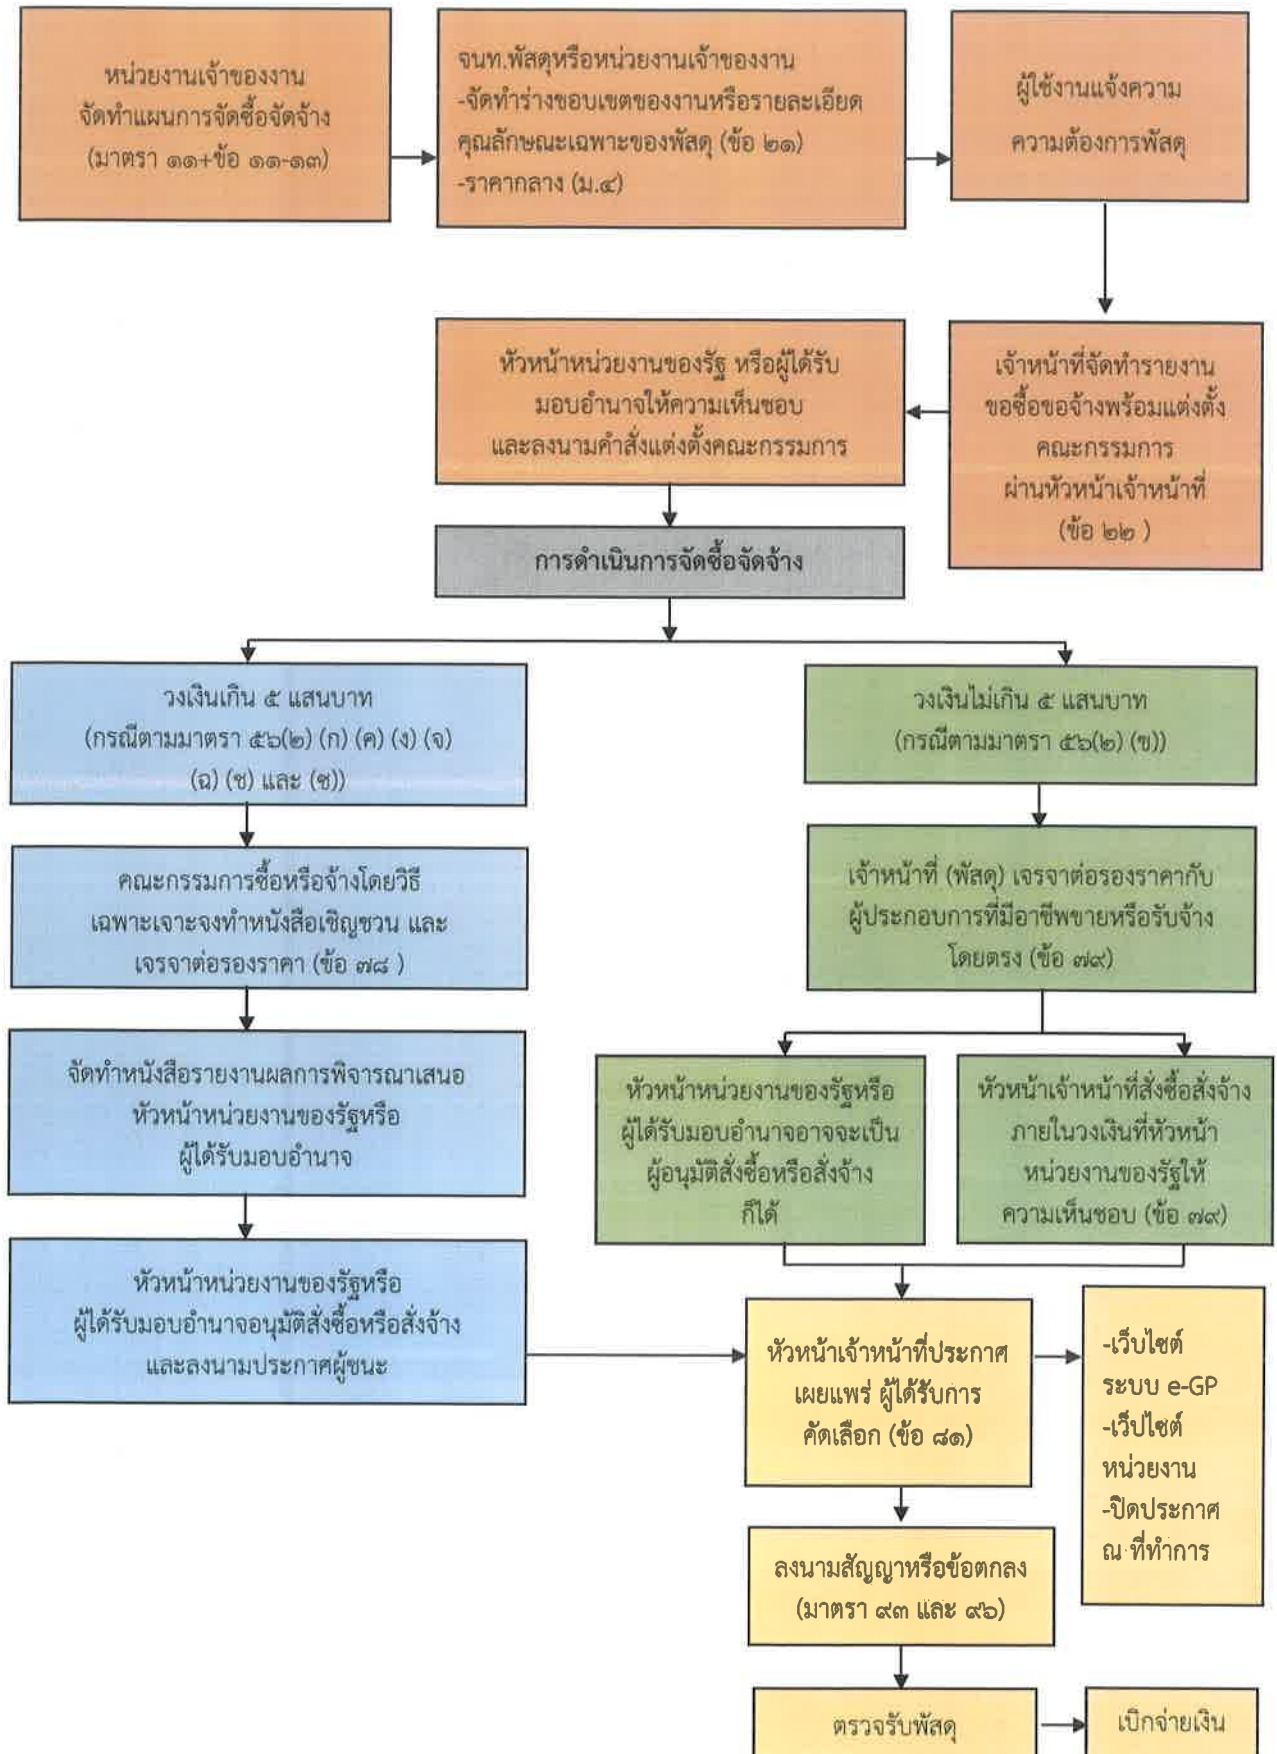 หน่วยงานเจ้าของงาน
จัดทำแผนการจัดซื้อจัดจ้าง
(มาตรา ๑๑+ข้อ ๑๑-๑๓)
จนท.พัสดุหรือหน่วยงานเจ้าของงาน
-จัดทำร่างขอบเขตของงานหรือรายละเอียด
คุณลักษณะเฉพาะของพัสดุ (ข้อ ๒๑)
-ราคากลาง (ม.๔)
ผู้ใช้งานแจ้งความ
ความต้องการพัสดุ
เจ้าหน้าที่จัดทำรายงาน
ขอซื้อขอจ้างพร้อมแต่งตั้ง
คณะกรรมการ
ผ่านหัวหน้าเจ้าหน้าที่
(ข้อ ๒๒ )
หัวหน้าหน่วยงานของรัฐ หรือผู้ได้รับ
มอบอำนาจให้ความเห็นชอบ
และลงนามคำสั่งแต่งตั้งคณะกรรมการ
การดำเนินการจัดซื้อจัดจ้าง
วงเงินเกิน ๕ แสนบาท
(กรณีตามมาตรา ๕๖(๒) (ก) (ค) (ง) (จ)
(ฉ) (ช) และ (ซ))
คณะกรรมการซื้อหรือจ้างโดยวิธี
เฉพาะเจาะจงทำหนังสือเชิญชวน และ
เจรจาต่อรองราคา (ข้อ ๗๘ )
จัดทำหนังสือรายงานผลการพิจารณาเสนอ
หัวหน้าหน่วยงานของรัฐหรือ
ผู้ได้รับมอบอำนาจ
หัวหน้าหน่วยงานของรัฐหรือ
ผู้ได้รับมอบอำนาจอนุมัติสั่งซื้อหรือสั่งจ้าง
และลงนามประกาศผู้ชนะ
วงเงินไม่เกิน ๕ แสนบาท
(กรณีตามมาตรา ๕๖(๒) (ข))
เจ้าหน้าที่ (พัสดุ) เจรจาต่อรองราคากับ
ผู้ประกอบการที่มีอาชีพขายหรือรับจ้าง
โดยตรง (ข้อ ๗๙)
หัวหน้าหน่วยงานของรัฐหรือ
ผู้ได้รับมอบอำนาจอาจจะเป็น
ผู้อนุมัติสั่งซื้อหรือสั่งจ้าง
ก็ได้
หัวหน้าเจ้าหน้าที่สั่งซื้อสั่งจ้าง
ภายในวงเงินที่หัวหน้า
หน่วยงานของรัฐให้
ความเห็นชอบ (ข้อ ๗๙)
หัวหน้าเจ้าหน้าที่ประกาศ
เผยแพร่ ผู้ได้รับการ
คัดเลือก (ข้อ ๘๑)
-เว็บไซต์
ระบบ e-GP
-เว็ปไซต์
หน่วยงาน
-ปิดประกาศ
ณ ที่ทำการ
ลงนามสัญญาหรือข้อตกลง
(มาตรา ๙๓ และ ๙๖)
ตรวจรับพัสดุ
เบิกจ่ายเงิน